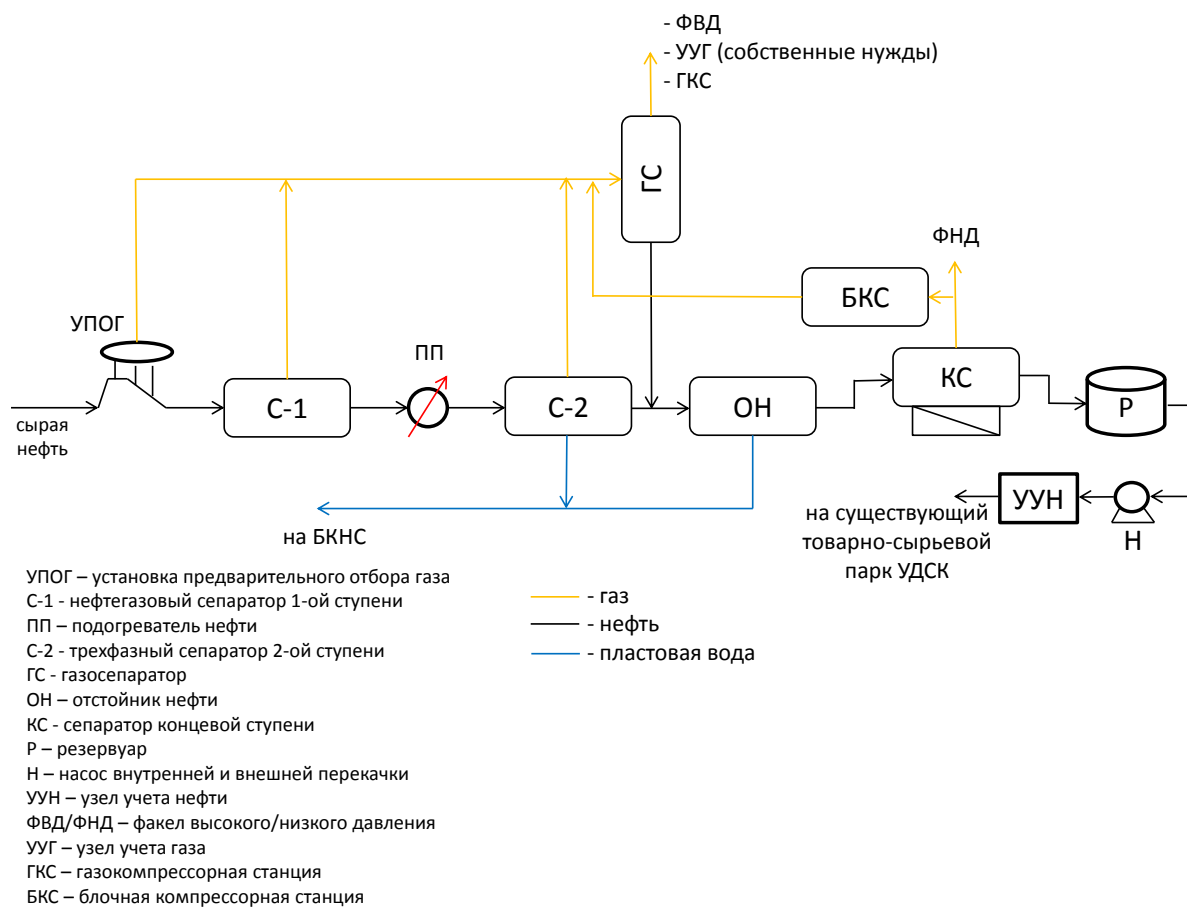 - ФВД
- УУГ (собственные нужды)
- ГКС
ГС
ФНД
БКС
УПОГ
ПП
КС
С-1
С-2
ОН
Р
сырая
нефть
УУН
на существующий
товарно-сырьевой
парк УДСК
Н
на БКНС
УПОГ – установка предварительного отбора газа
С-1 - нефтегазовый сепаратор 1-ой ступени
ПП – подогреватель нефти
С-2 - трехфазный сепаратор 2-ой ступени
ГС - газосепаратор
ОН – отстойник нефти
КС - сепаратор концевой ступени
Р – резервуар
Н – насос внутренней и внешней перекачки
УУН – узел учета нефти
ФВД/ФНД – факел высокого/низкого давления
УУГ – узел учета газа
ГКС – газокомпрессорная станция
БКС – блочная компрессорная станция
- газ
- нефть
- пластовая вода